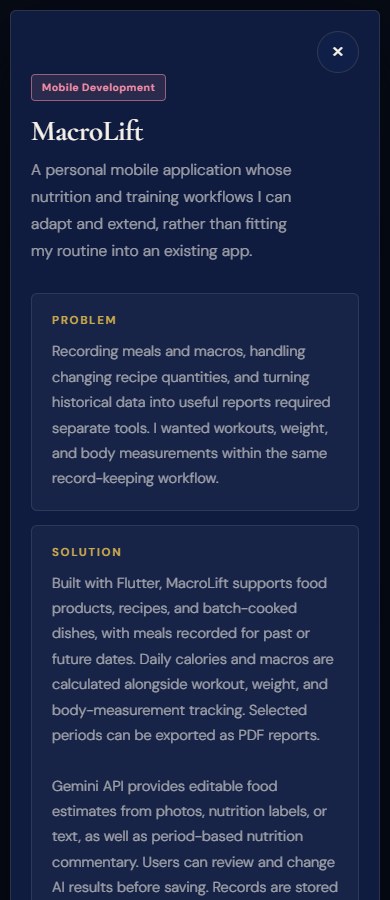 ×
Mobile Development
MacroLift
A personal mobile application whose
nutrition and training workflows I can
adapt and extend, rather than fitting
my routine into an existing app.
PROBLEM
Recording meals and macros, handling
changing recipe quantities, and turning
historical data into useful reports required
separate tools. I wanted workouts, weight,
and body measurements within the same
record-keeping workflow.
SOLUTION
Built with Flutter, MacroLift supports food
products, recipes, and batch-cooked
dishes, with meals recorded for past or
future dates. Daily calories and macros are
calculated alongside workout, weight, and
body-measurement tracking. Selected
periods can be exported as PDF reports.
Gemini API provides editable food
estimates from photos, nutrition labels, or
text, as well as period-based nutrition
commentary. Users can review and change
AI results before saving. Records are stored